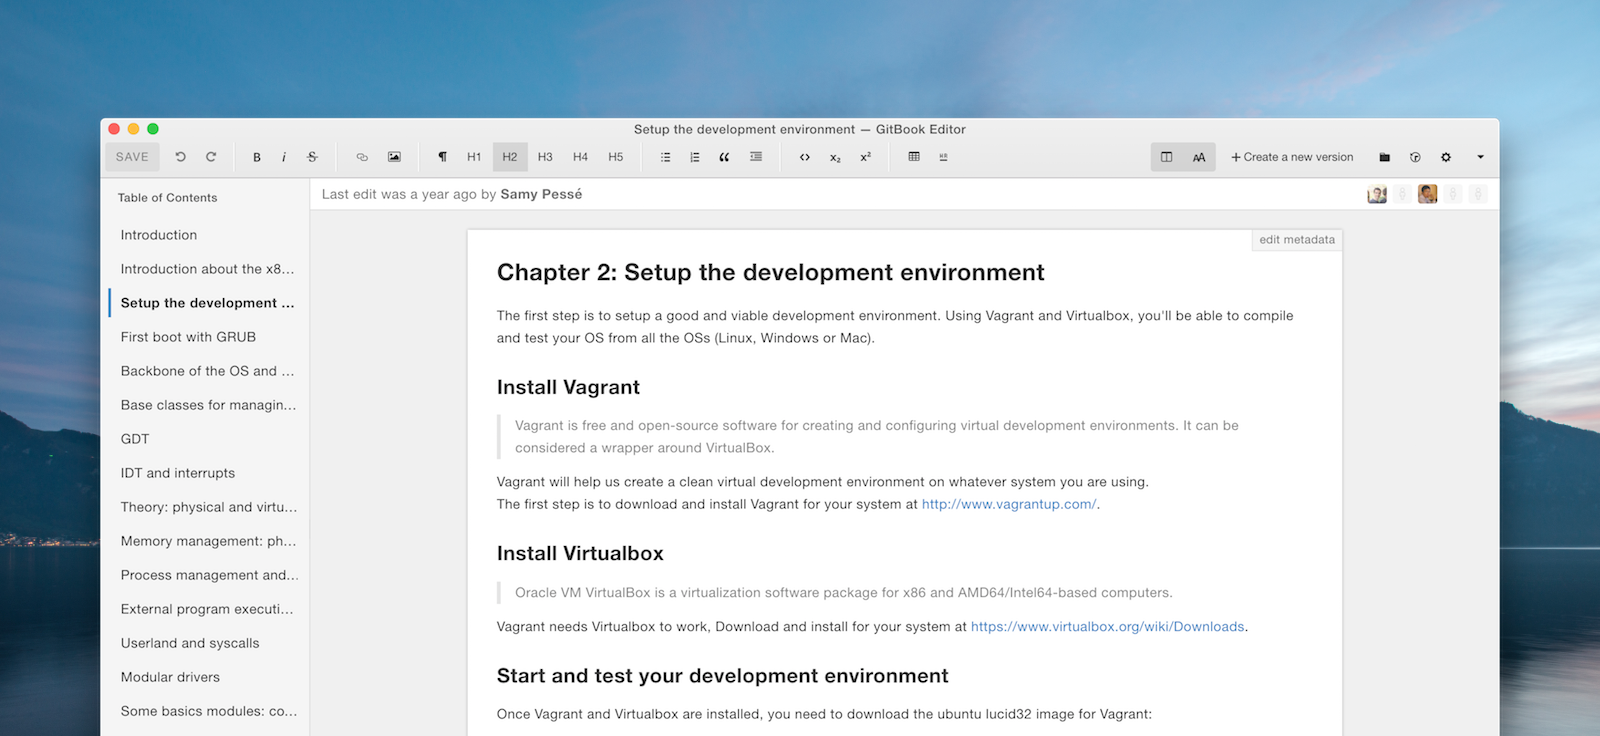 Setup the development environment — GitBook Editor
SAVE B i S ¶ H1 H2 H3 H4 H5 “ <> x₂ x² AA + Create a new version
Table of Contents
Last edit was a year ago by Samy Pessé
Introduction
Introduction about the x8...
Setup the development ...
First boot with GRUB
Backbone of the OS and ...
Base classes for managin...
GDT
IDT and interrupts
Theory: physical and virtu...
Memory management: ph...
Process management and...
External program executi...
Userland and syscalls
Modular drivers
Some basics modules: co...
edit metadata
Chapter 2: Setup the development environment
The first step is to setup a good and viable development environment. Using Vagrant and Virtualbox, you'll be able to compile
and test your OS from all the OSs (Linux, Windows or Mac).
Install Vagrant
Vagrant is free and open-source software for creating and configuring virtual development environments. It can be
considered a wrapper around VirtualBox.
Vagrant will help us create a clean virtual development environment on whatever system you are using.
The first step is to download and install Vagrant for your system at http://www.vagrantup.com/.
Install Virtualbox
Oracle VM VirtualBox is a virtualization software package for x86 and AMD64/Intel64-based computers.
Vagrant needs Virtualbox to work, Download and install for your system at https://www.virtualbox.org/wiki/Downloads.
Start and test your development environment
Once Vagrant and Virtualbox are installed, you need to download the ubuntu lucid32 image for Vagrant: